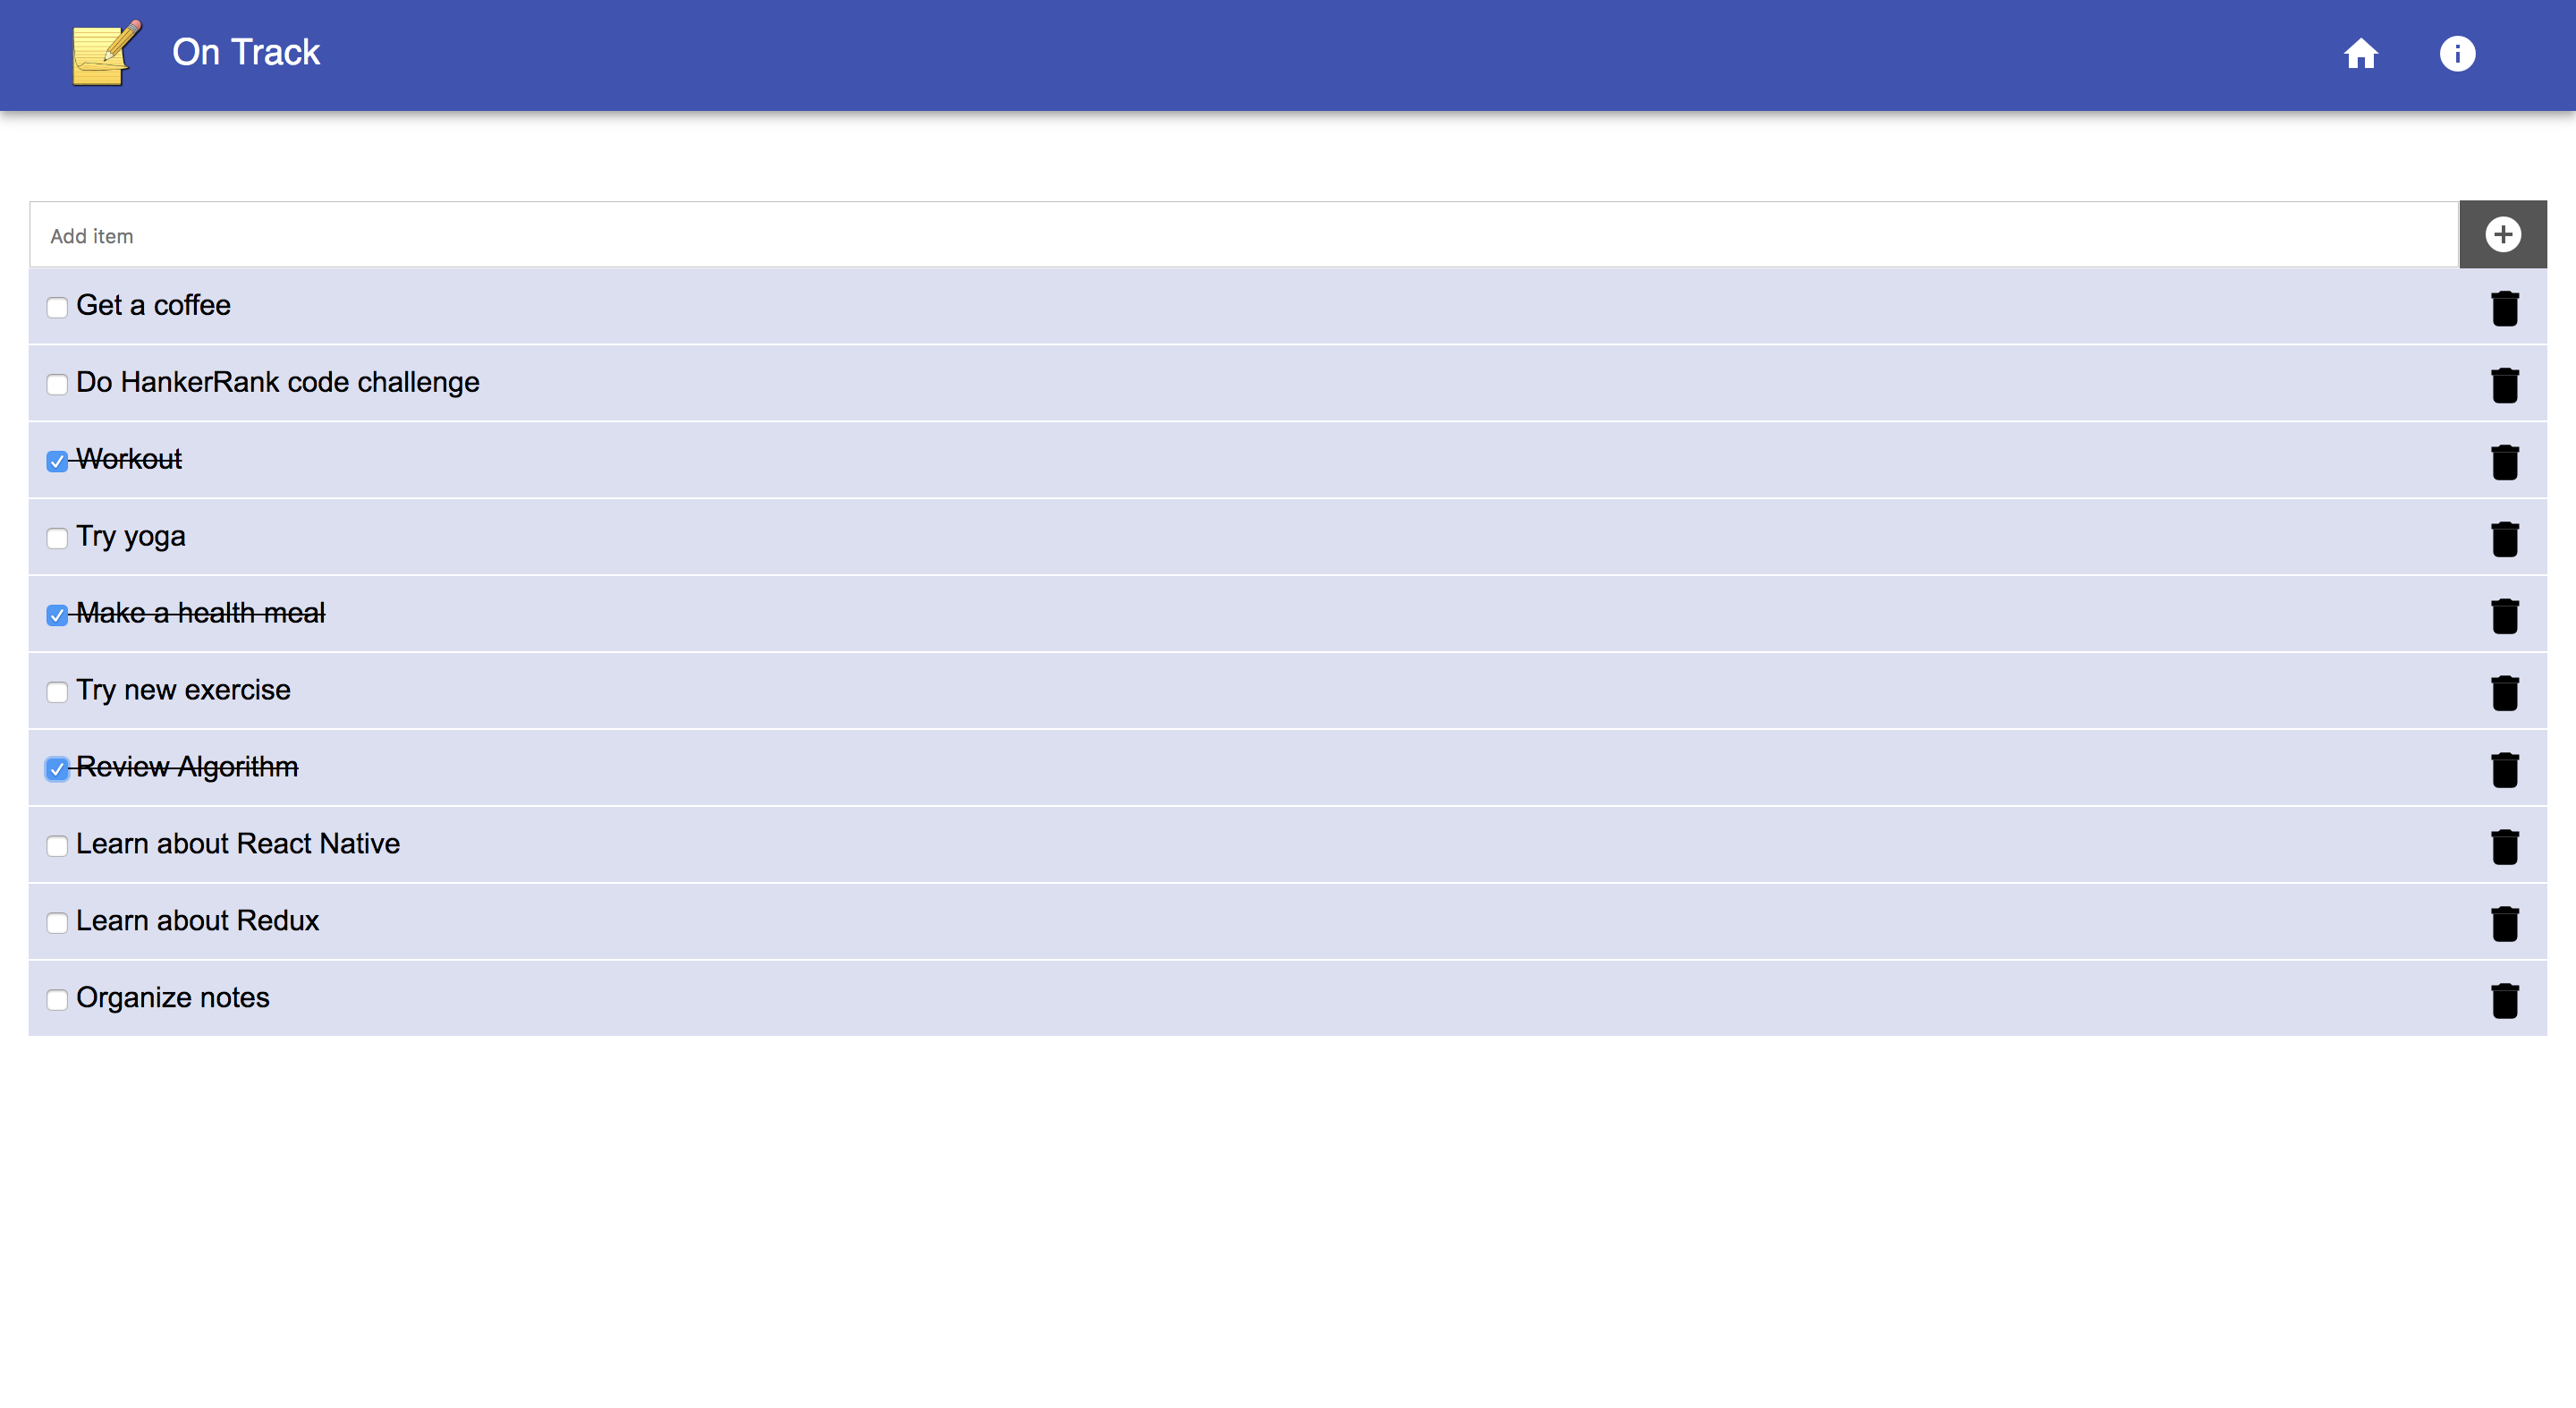 On Track
Add item
Get a coffee
Do HankerRank code challenge
Workout
Try yoga
Make a health meal
Try new exercise
Review Algorithm
Learn about React Native
Learn about Redux
Organize notes